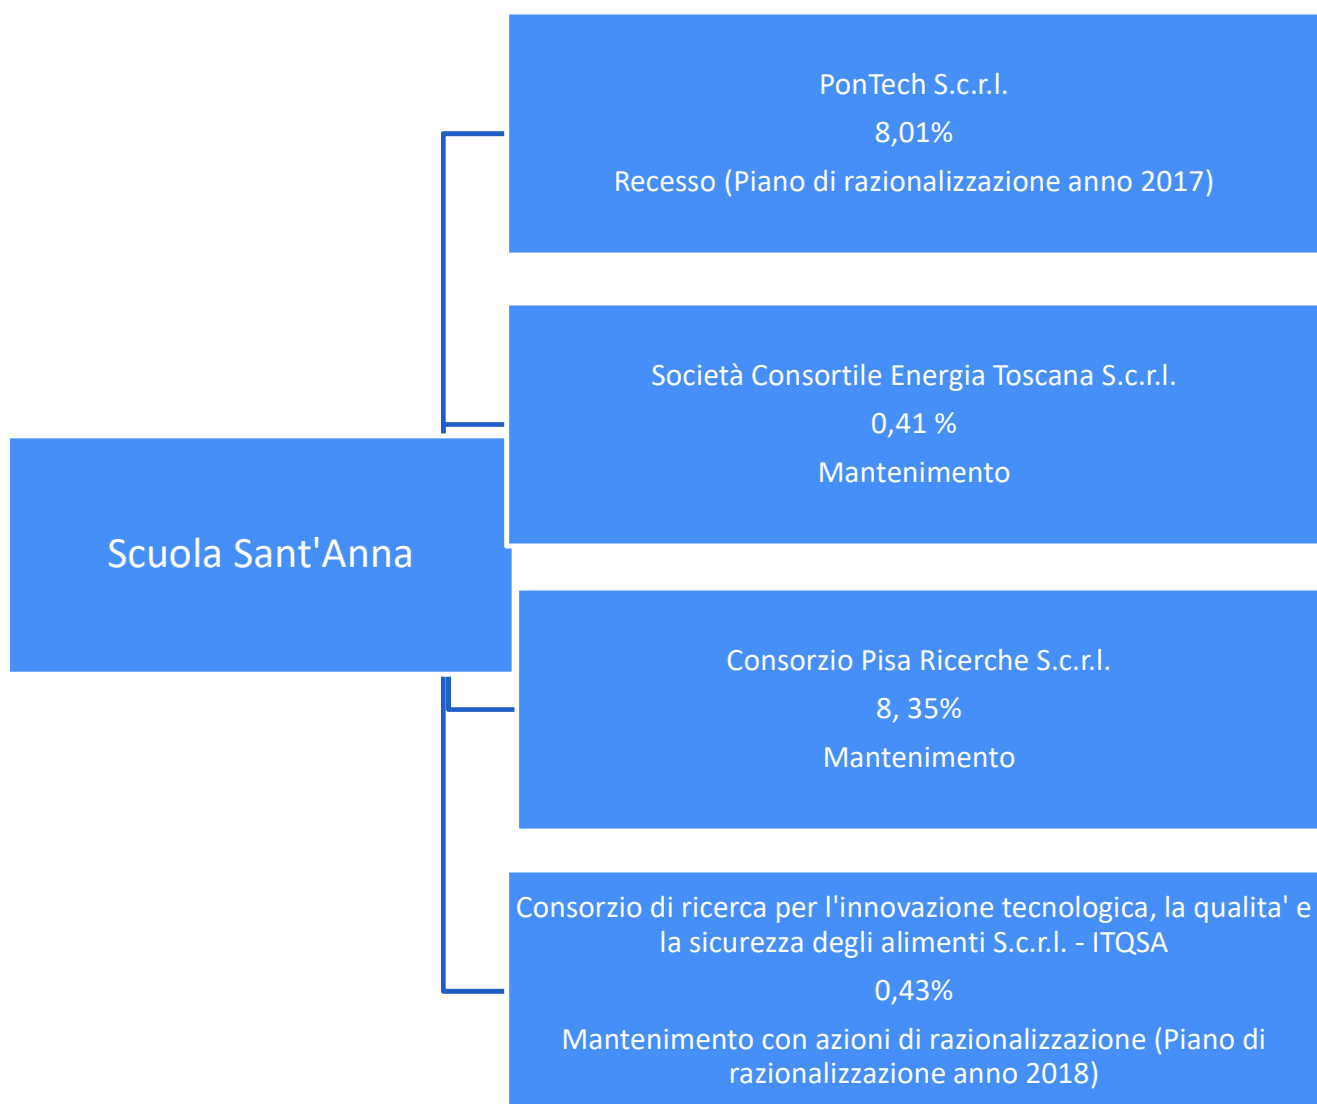 PonTech S.c.r.l.
8,01%
Recesso (Piano di razionalizzazione anno 2017)
Società Consortile Energia Toscana S.c.r.l.
0,41 %
Mantenimento
Scuola Sant'Anna
Consorzio Pisa Ricerche S.c.r.l.
8, 35%
Mantenimento
Consorzio di ricerca per l'innovazione tecnologica, la qualita' e
la sicurezza degli alimenti S.c.r.l. - ITQSA
0,43%
Mantenimento con azioni di razionalizzazione (Piano di
razionalizzazione anno 2018)